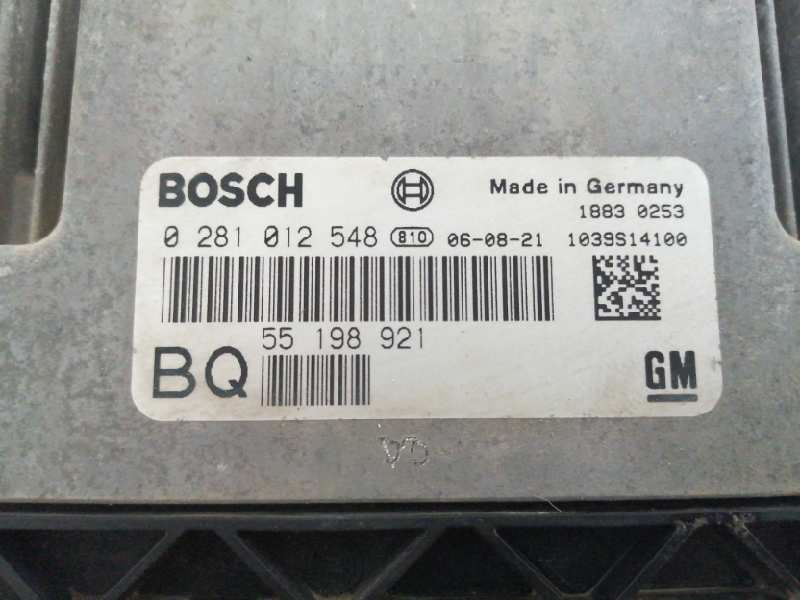 BOSCH Made in Germany
1883 0253
0 281 012 548 810 06-08-21 1039S14100
55 198 921
BQ
GM